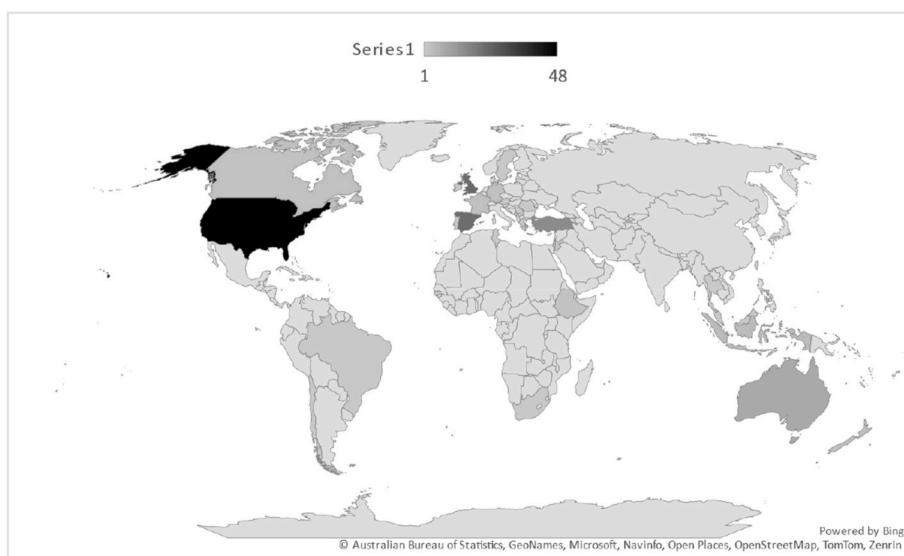 Series1
1 48
Powered by Bing
© Australian Bureau of Statistics, GeoNames, Microsoft, Navinfo, Open Places, OpenStreetMap, TomTom, Zenrin